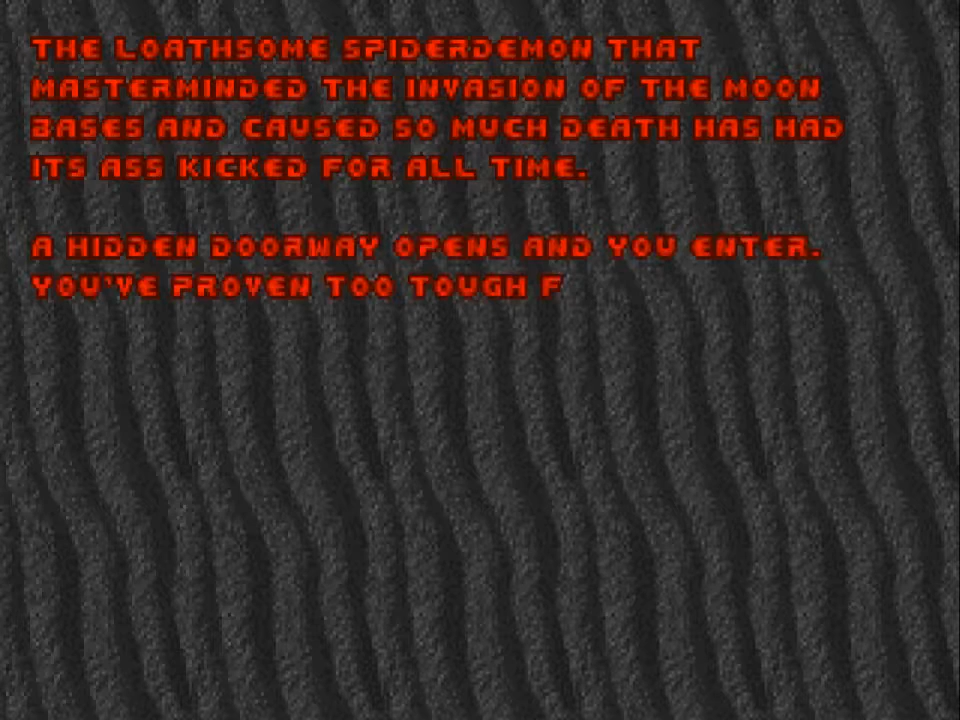 THE LOATHSOME SPIDERDEMON THAT
MASTERMINDED THE INVASION OF THE MOON
BASES AND CAUSED SO MUCH DEATH HAS HAD
ITS ASS KICKED FOR ALL TIME.
A HIDDEN DOORWAY OPENS AND YOU ENTER.
YOU'VE PROVEN TOO TOUGH F